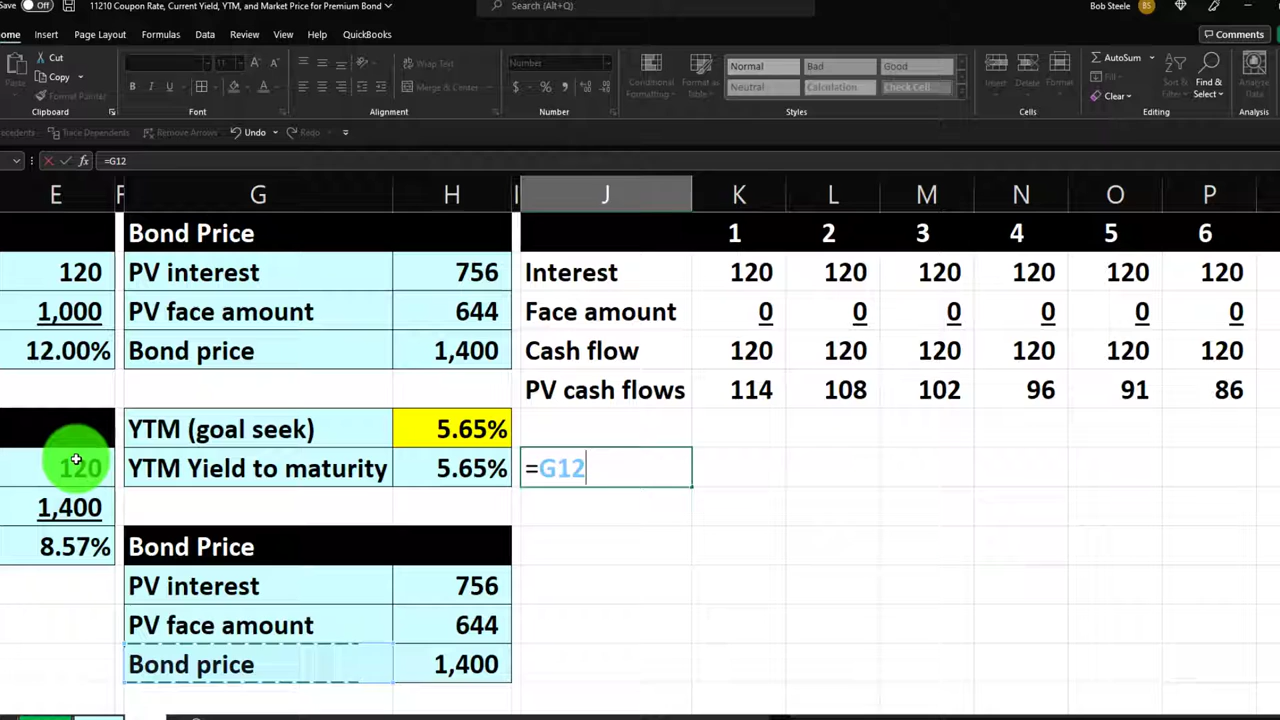 Save Off 11210 Coupon Rate, Current Yield, YTM, and Market Price for Premium Bond Search (Alt+Q) Bob Steele BS
ome Insert Page Layout Formulas Data Review View Help QuickBooks Comments
Cut
Copy
Format Painter
Paste
11
Wrap Text
Merge & Center
Number
Conditional Formatting
Format as Table
Normal Bad Good
Neutral Calculation Check Cell
Insert Delete Format
AutoSum
Fill
Clear
Sort & Filter
Find & Select
Analyze Data
Clipboard Font Alignment Number Styles Cells Editing Analysis
ecedents Trace Dependents Remove Arrows Undo Redo
=G12
E F G H I J K L M N O P
Bond Price 1 2 3 4 5 6
120 PV interest 756 Interest 120 120 120 120 120 120
1,000 PV face amount 644 Face amount 0 0 0 0 0 0
12.00% Bond price 1,400 Cash flow 120 120 120 120 120 120
PV cash flows 114 108 102 96 91 86
YTM (goal seek) 5.65%
120 YTM Yield to maturity 5.65% =G12
1,400
8.57% Bond Price
PV interest 756
PV face amount 644
Bond price 1,400